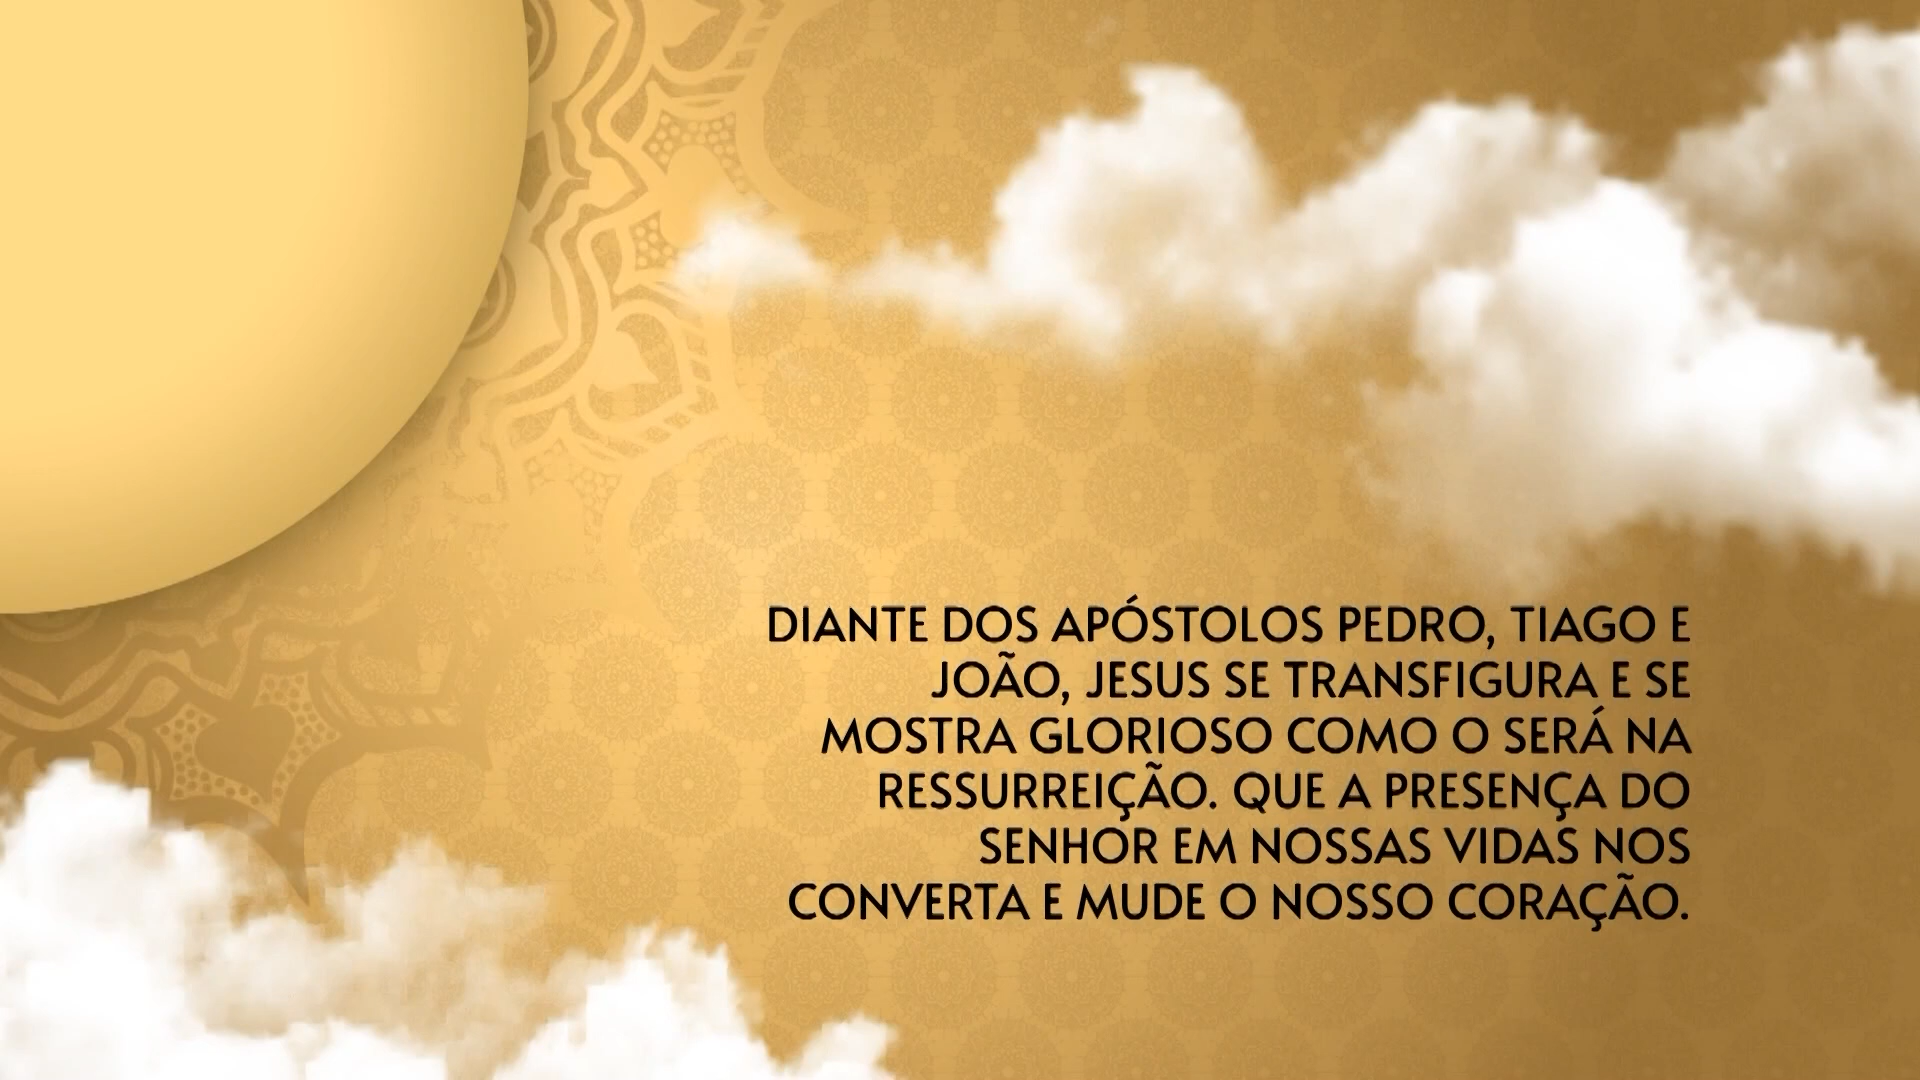 DIANTE DOS APÓSTOLOS PEDRO, TIAGO E
JOÃO, JESUS SE TRANSFIGURA E SE
MOSTRA GLORIOSO COMO O SERÁ NA
RESSURREIÇÃO. QUE A PRESENÇA DO
SENHOR EM NOSSAS VIDAS NOS
CONVERTA E MUDE O NOSSO CORAÇÃO.